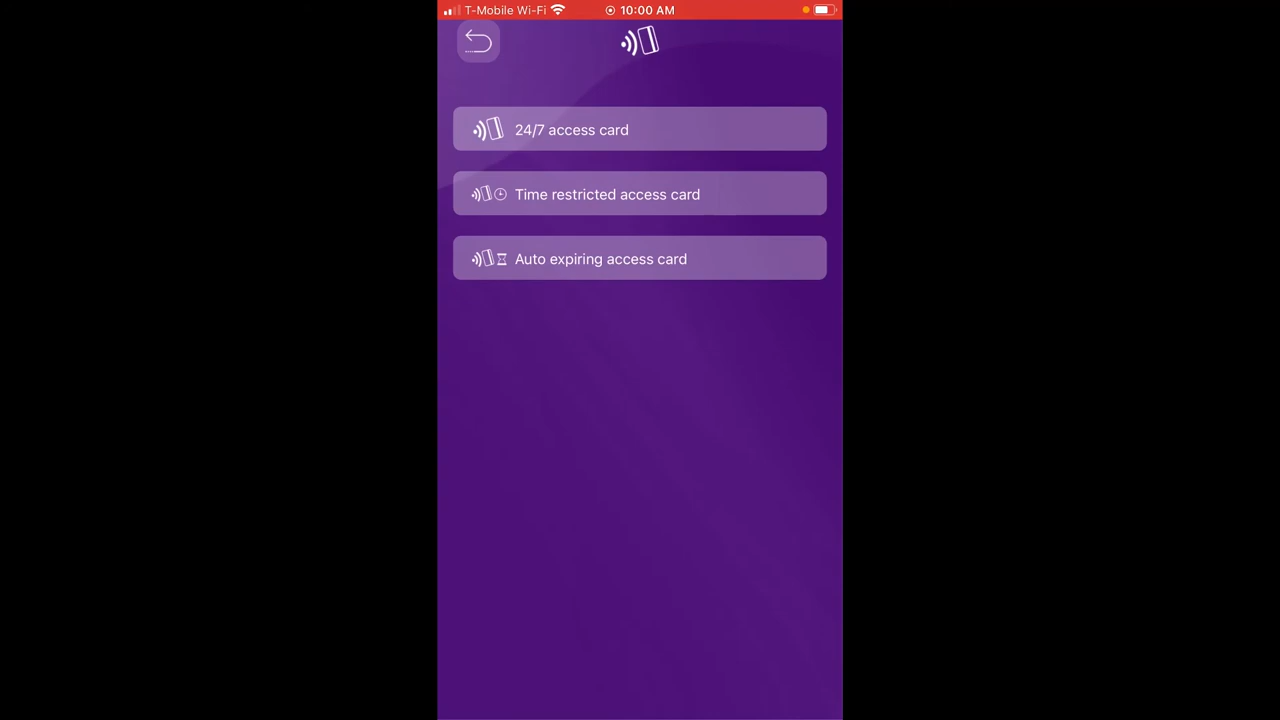 T-Mobile Wi-Fi 10:00 AM
24/7 access card
Time restricted access card
Auto expiring access card